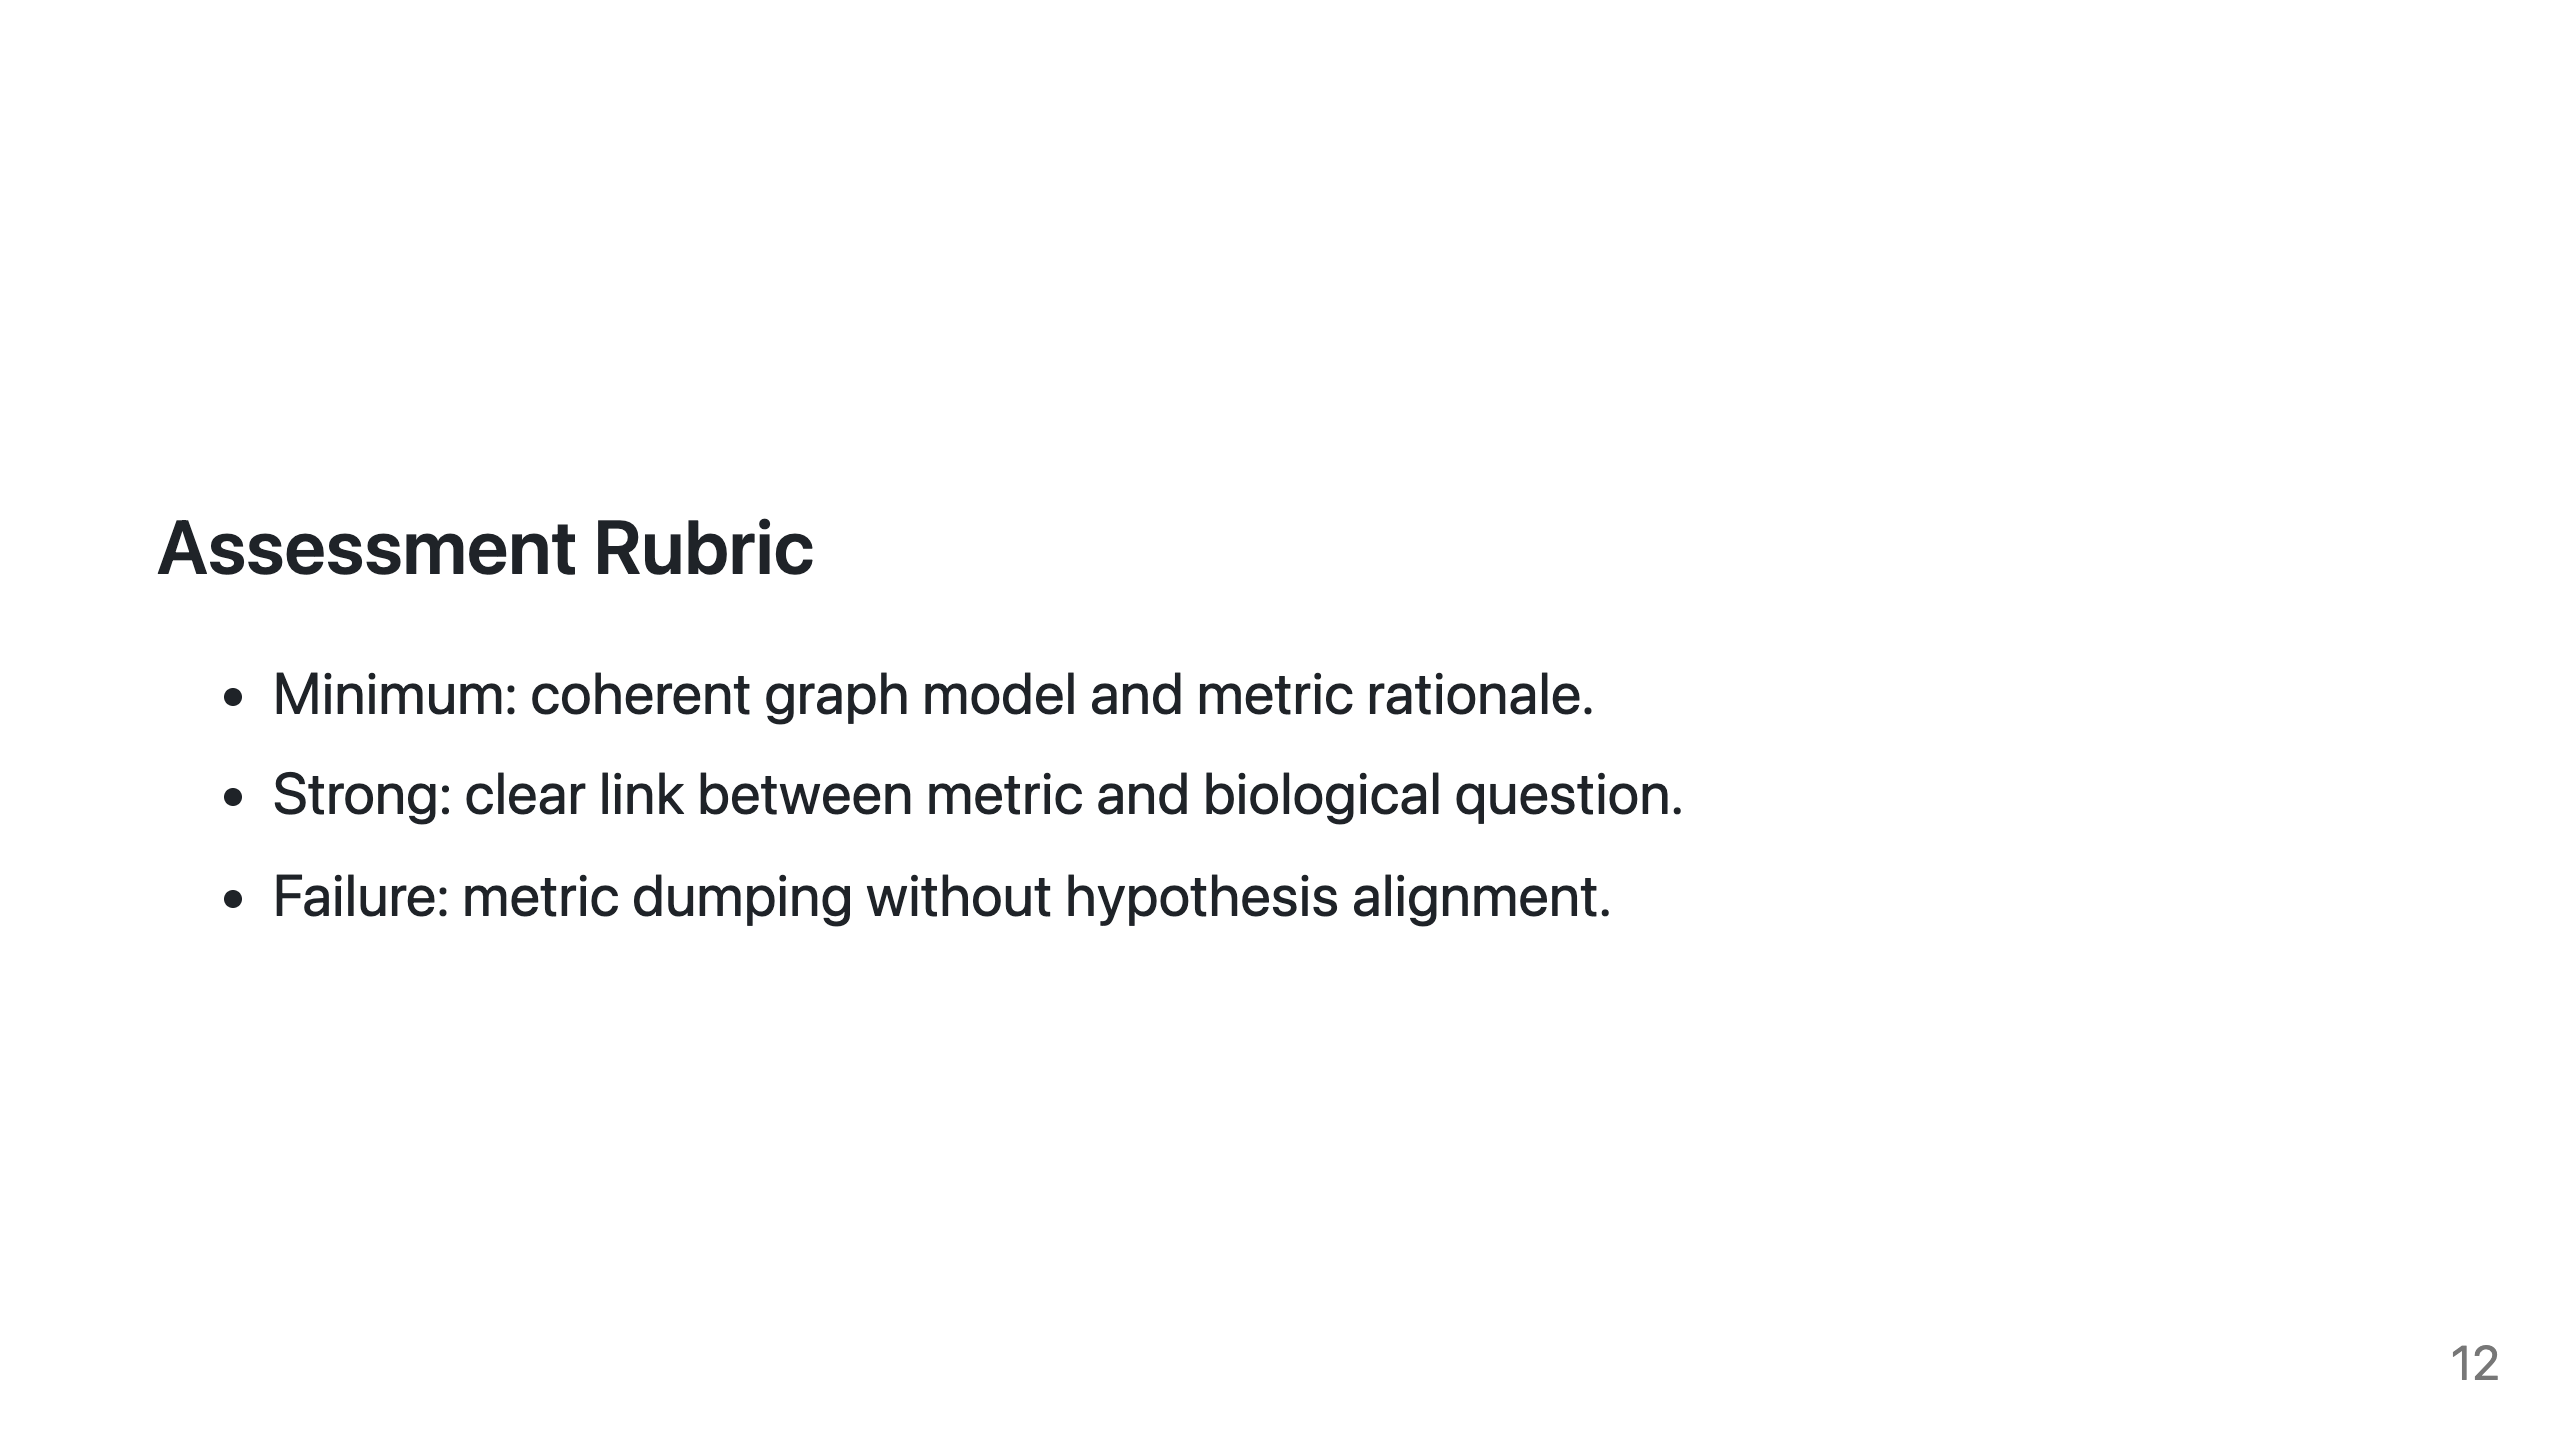 Assessment Rubric
• Minimum: coherent graph model and metric rationale.
• Strong: clear link between metric and biological question.
• Failure: metric dumping without hypothesis alignment.
12